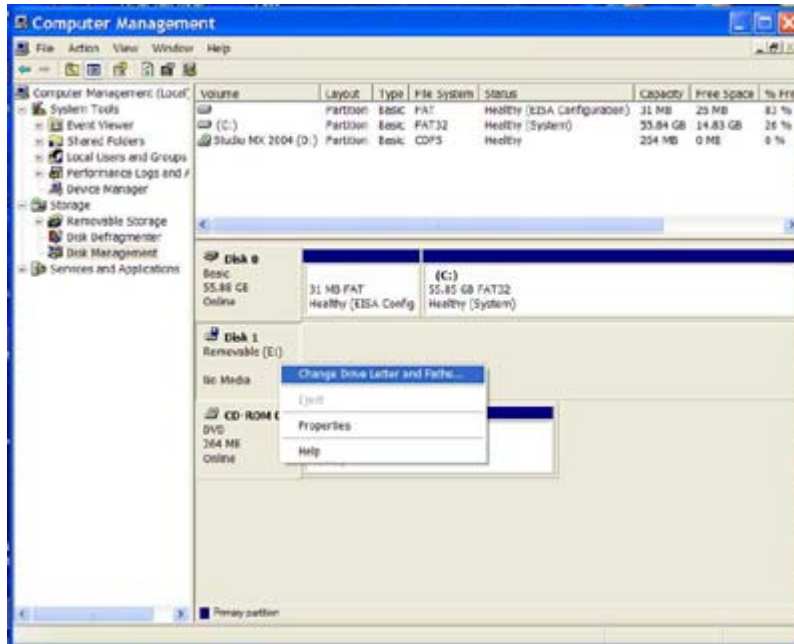 Computer Management
File Action View Window Help
Computer Management (Local)
System Tools
Event Viewer
Shared Folders
Local Users and Groups
Performance Logs and A
Device Manager
Storage
Removable Storage
Disk Defragmenter
Disk Management
Services and Applications
Volume Layout Type File System Status Capacity Free Space % Fre
Partition Basic FAT Healthy (EISA Configuration) 31 MB 25 MB 83 %
(C:) Partition Basic FAT32 Healthy (System) 55.84 GB 14.83 GB 26 %
Studio MX 2004 (D:) Partition Basic CDFS Healthy 254 MB 0 MB 0 %
Disk 0
Basic
55.88 GB
Online
31 MB FAT
Healthy (EISA Config
(C:)
55.85 GB FAT32
Healthy (System)
Disk 1
Removable (E:)
No Media
Change Drive Letter and Paths...
Eject
Properties
Help
CD-ROM 0
DVD
264 MB
Online
Primary partition